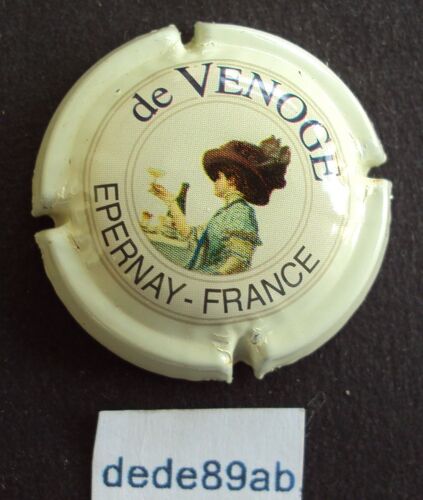 de VENOGE
EPERNAY - FRANCE
dede89ab